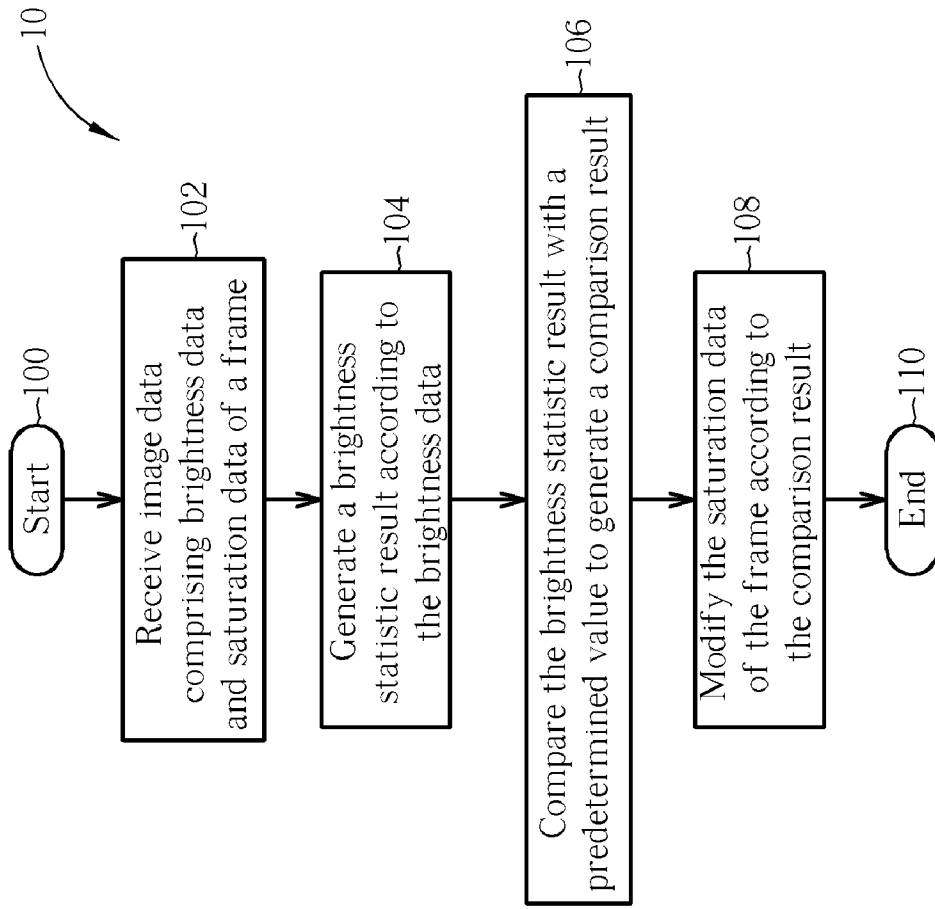 10
Start
100
Receive image data
comprising brightness data
and saturation data of a frame
102
Generate a brightness
statistic result according to
the brightness data
104
Compare the brightness statistic result with a
predetermined value to generate a comparison result
106
Modify the saturation data
of the frame according to
the comparison result
108
End
110